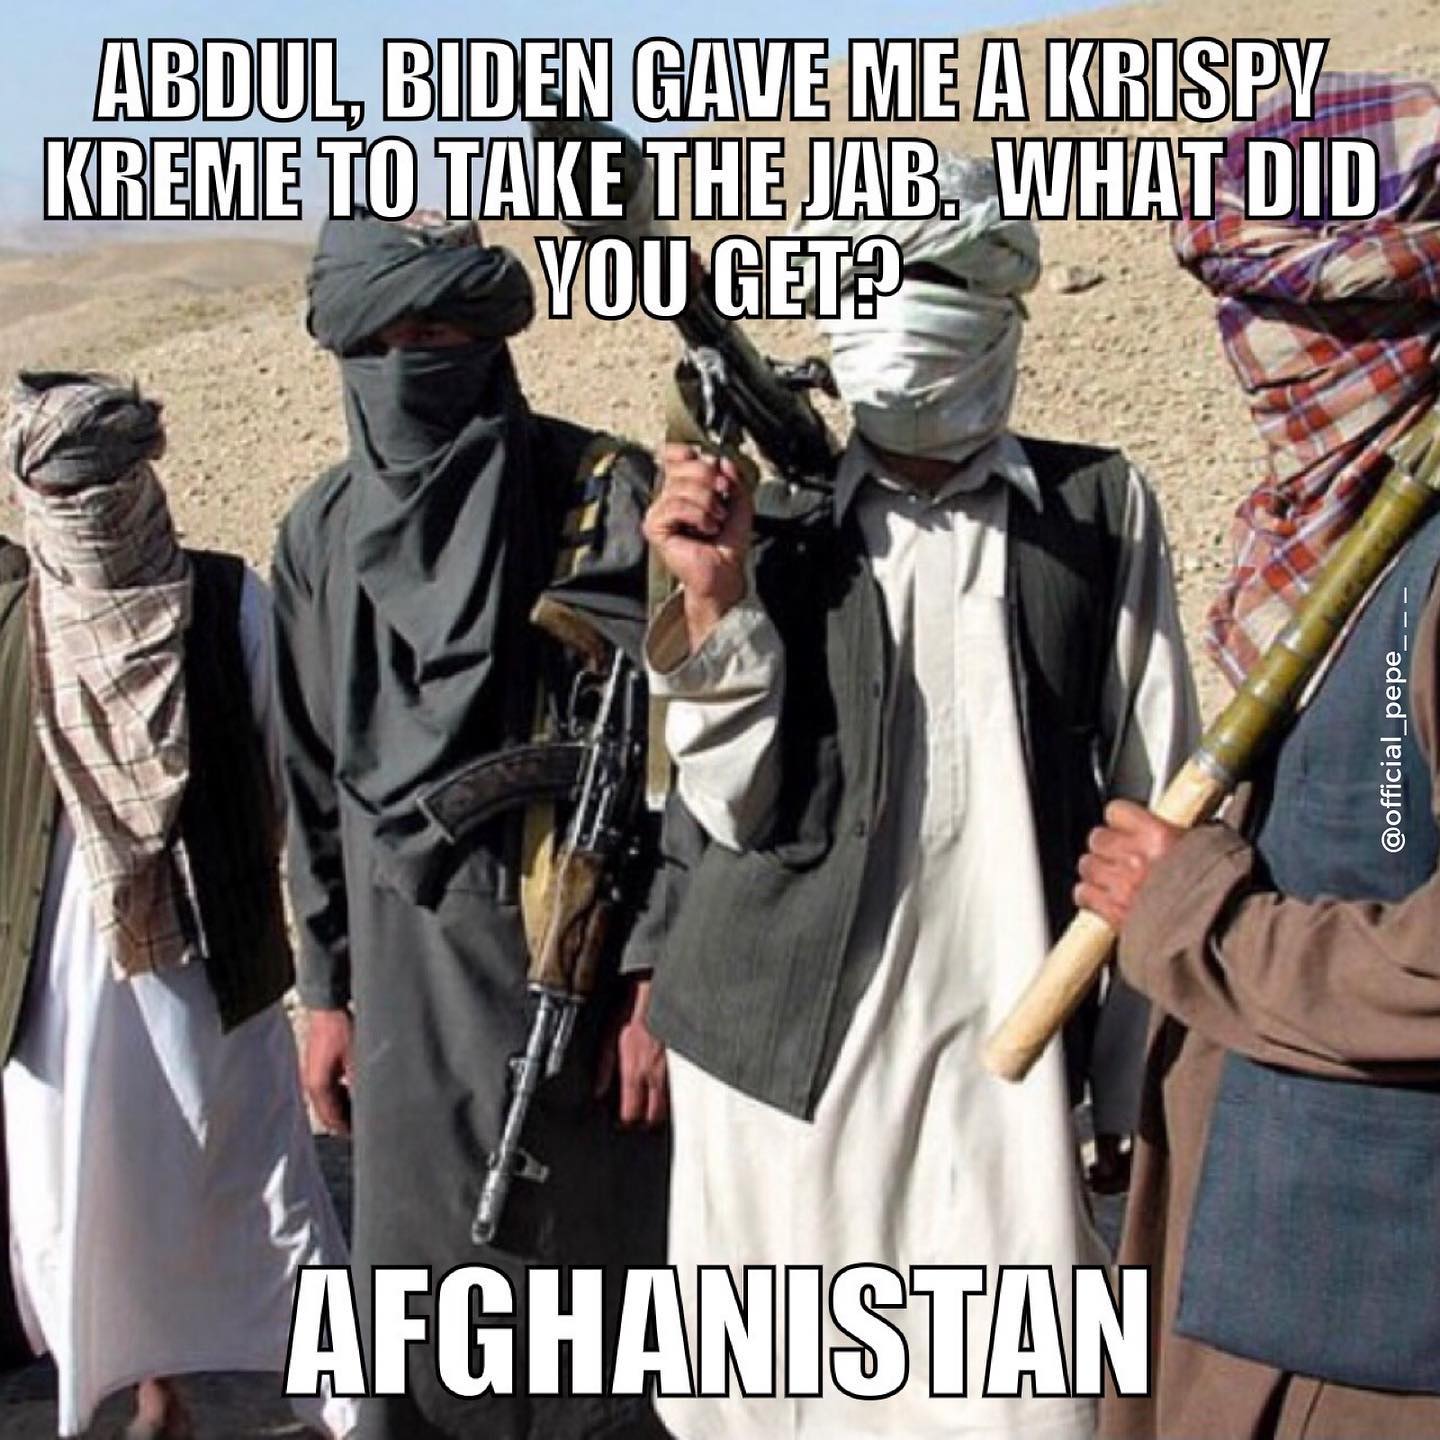 ABDUL, BIDEN GAVE ME A KRISPY
KREME TO TAKE THE JAB.  WHAT DID
YOU GET?
@official_pepe_ _ _
AFGHANISTAN